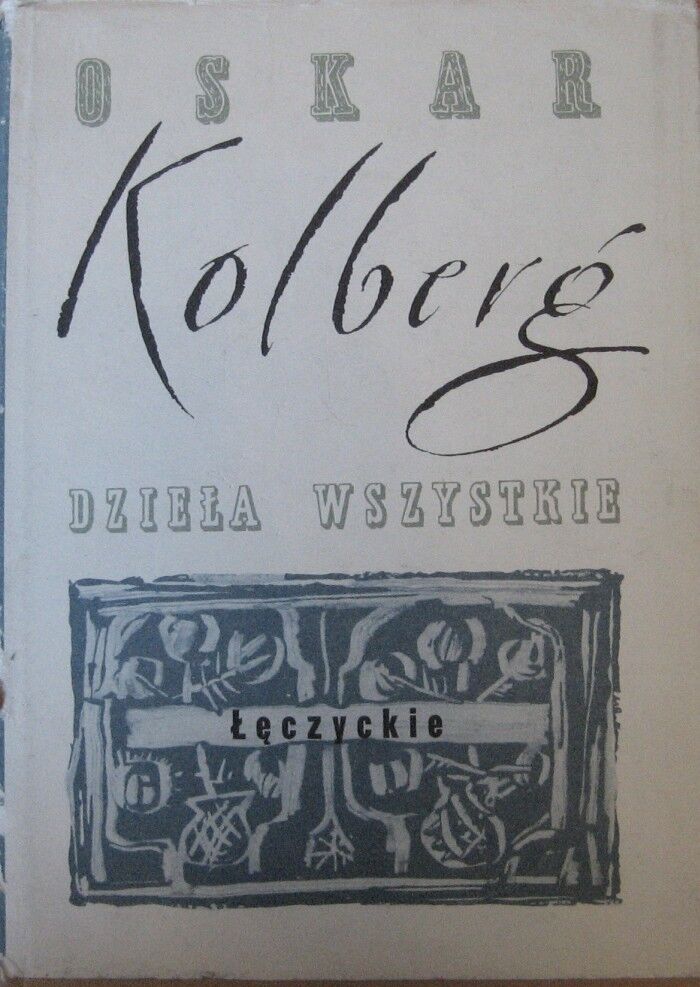 OSKAR
Kolberg
DZIEŁA WSZYSTKIE
Łęczyckie